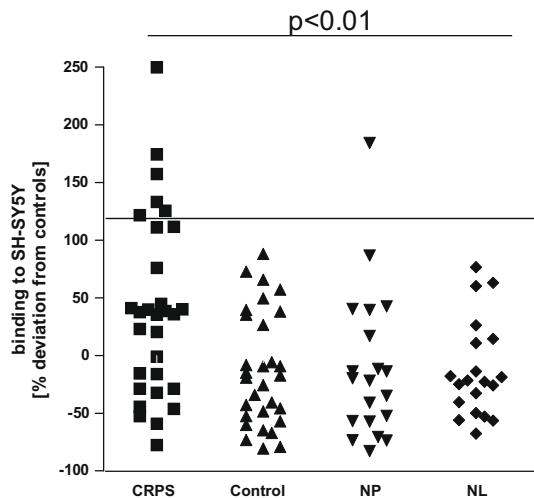 p<0.01
binding to SH-SY5Y
[% deviation from controls]
250
200
150
100
50
0
-50
-100
CRPS Control NP NL